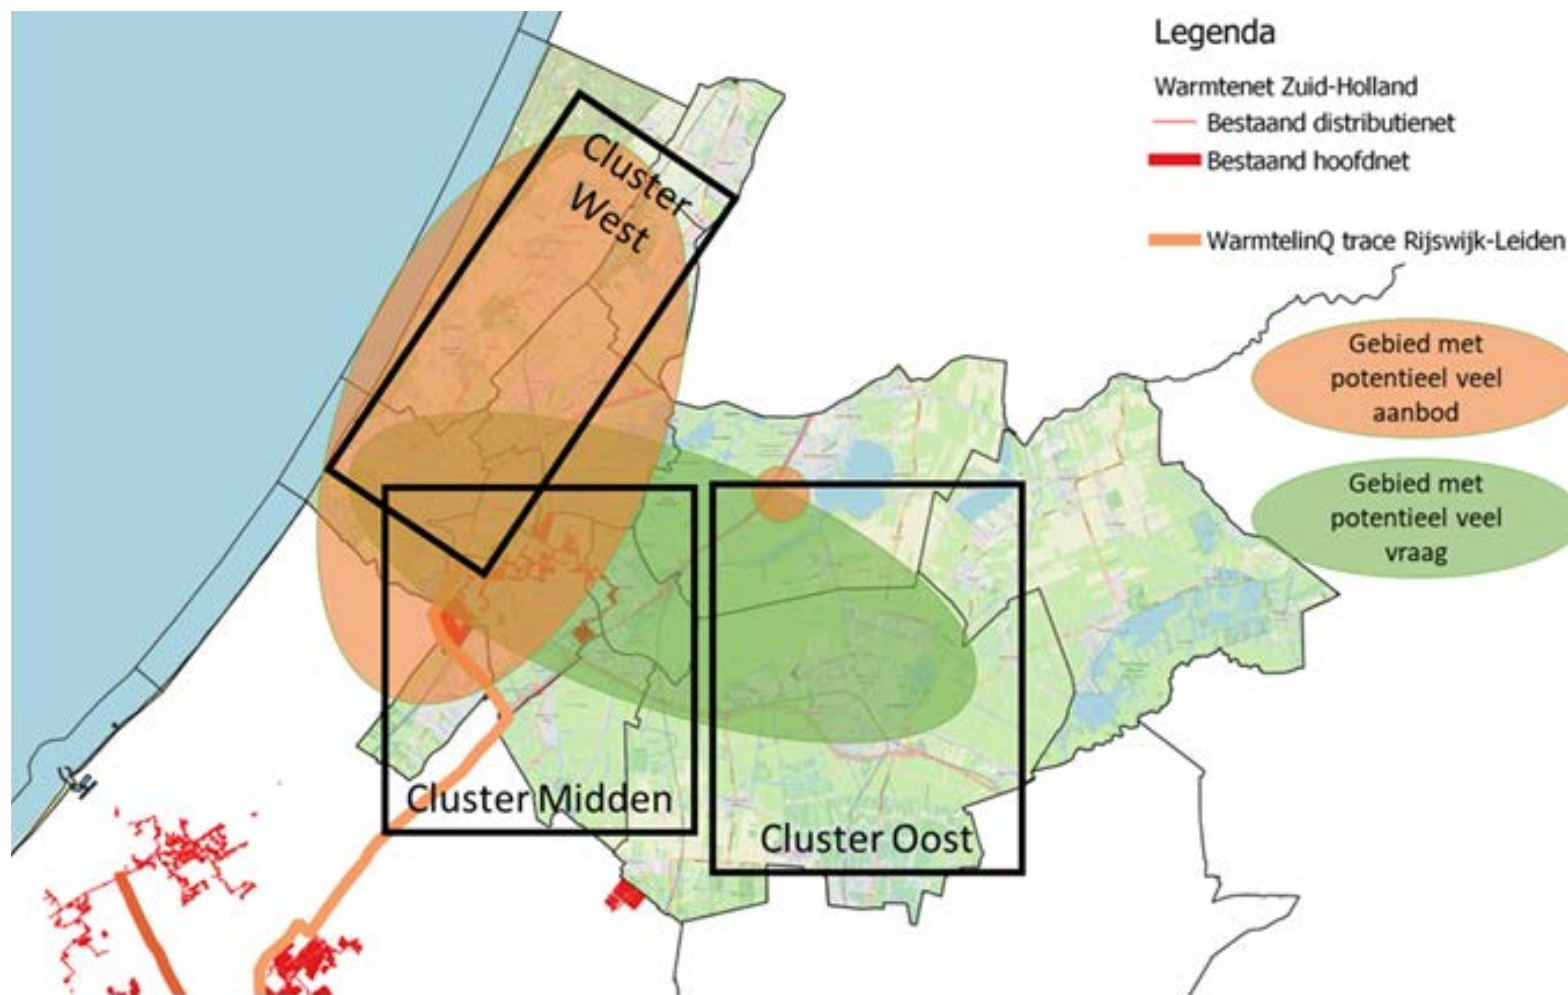 Legenda
Warmtenet Zuid-Holland
Bestaand distributienet
Bestaand hoofdnet
WarmtelinQ trace Rijswijk-Leiden
Gebied met
potentieel veel
aanbod
Gebied met
potentieel veel
vraag
Cluster
West
Cluster Midden
Cluster Oost